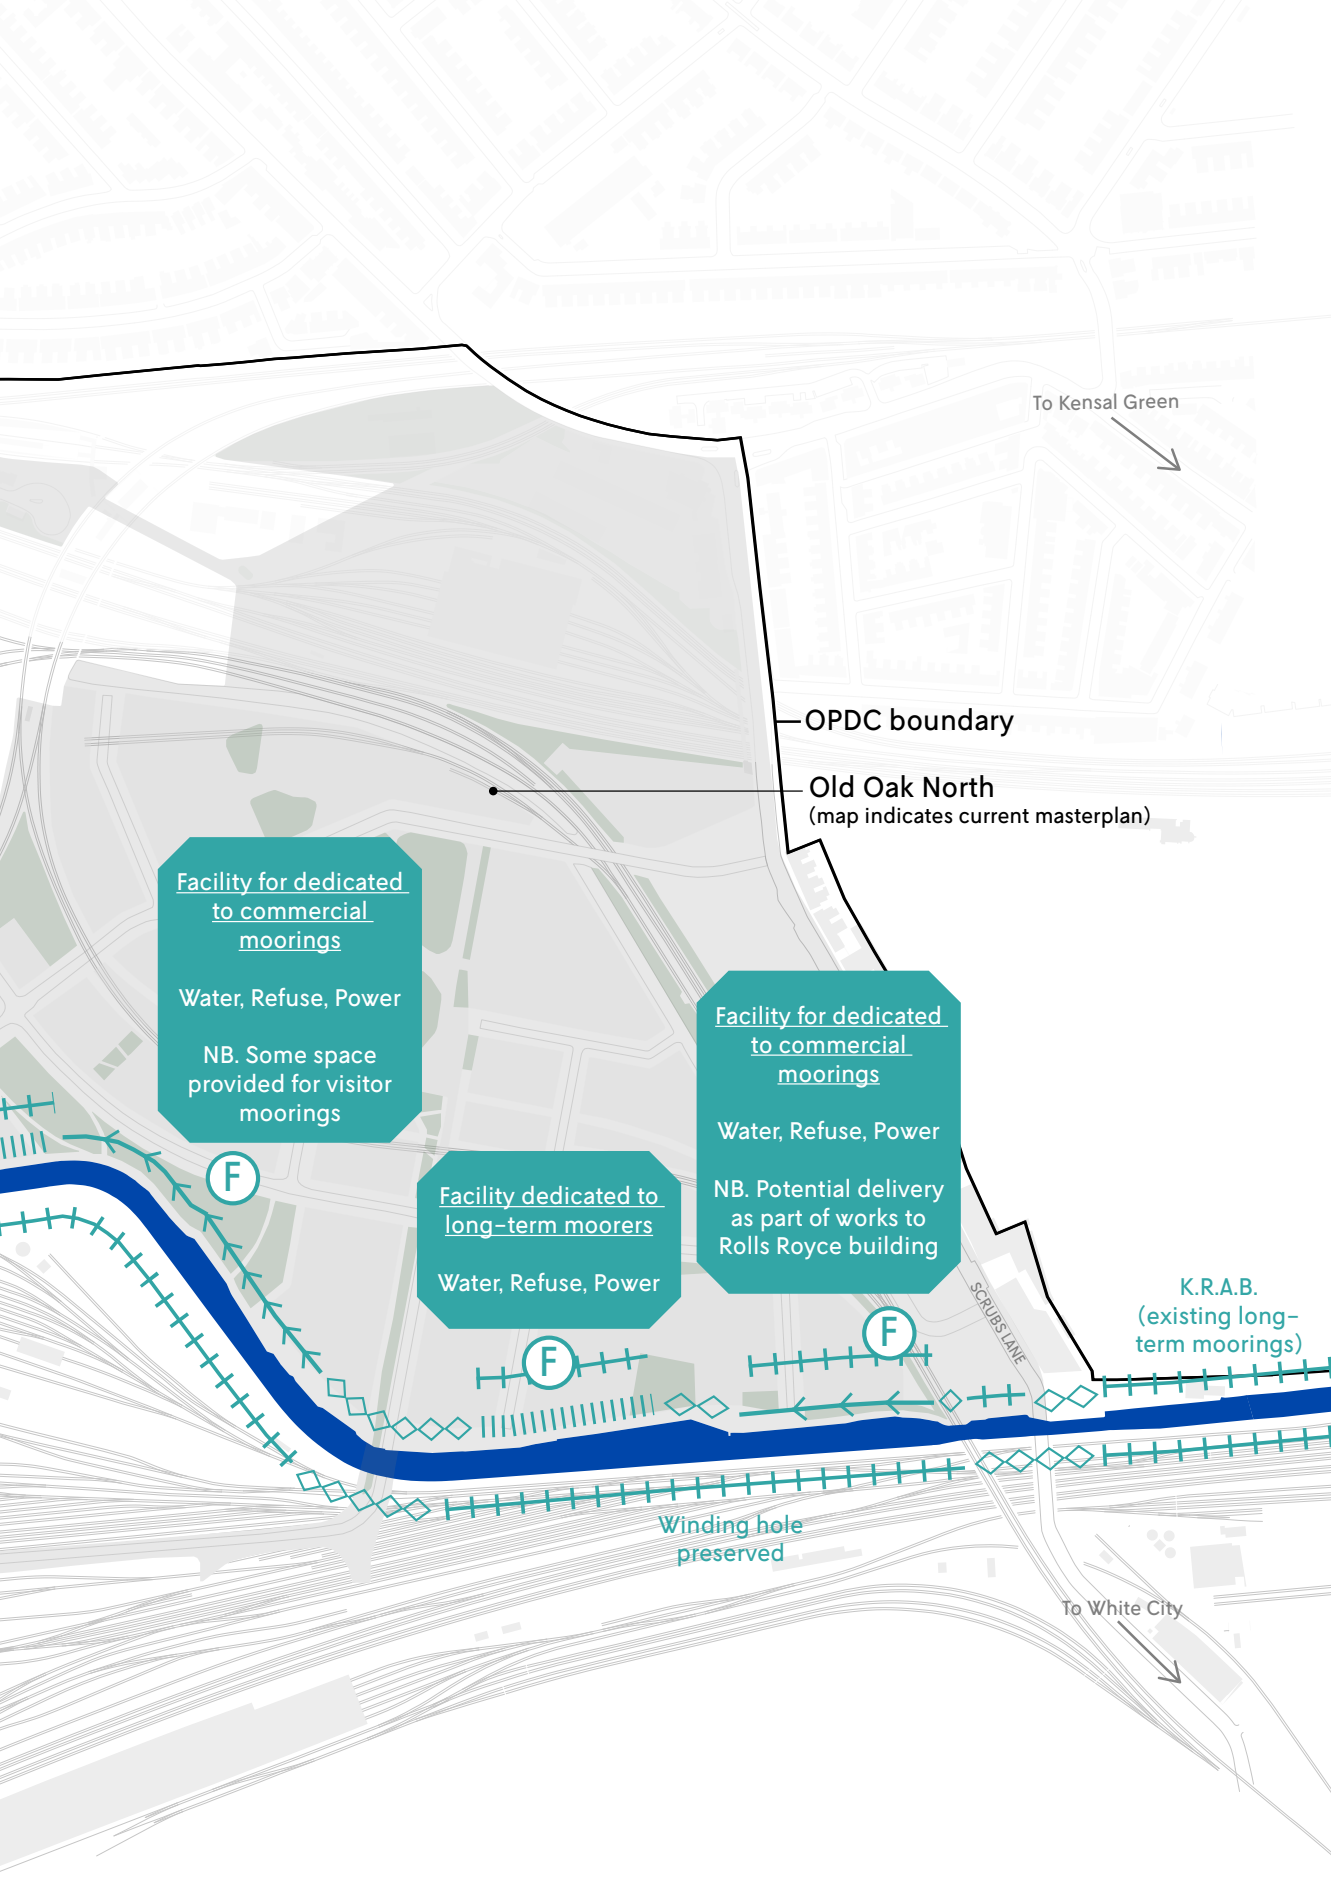 To Kensal Green
OPDC boundary
Old Oak North
(map indicates current masterplan)
Facility for dedicated
to commercial
moorings
Water, Refuse, Power
NB. Some space
provided for visitor
moorings
F
Facility dedicated to
long-term moorers
Water, Refuse, Power
F
Facility for dedicated
to commercial
moorings
Water, Refuse, Power
NB. Potential delivery
as part of works to
Rolls Royce building
F
SCRUBS LANE
K.R.A.B.
(existing long-
term moorings)
Winding hole
preserved
To White City